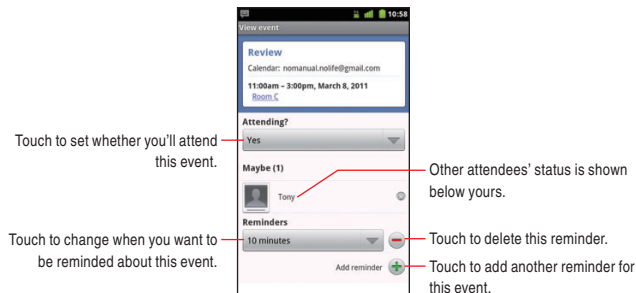 10:58
View event
Review
Calendar: nomanual.nolife@gmail.com
11:00am – 3:00pm, March 8, 2011
Room C
Attending?
Touch to set whether you'll attend
this event.
Yes
Maybe (1)
Tony
Other attendees' status is shown
below yours.
Reminders
Touch to change when you want to
be reminded about this event.
10 minutes
Touch to delete this reminder.
Add reminder
Touch to add another reminder for
this event.